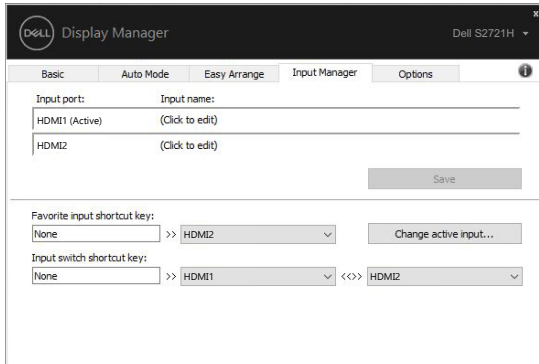 x
DELL Display Manager Dell S2721H
Basic Auto Mode Easy Arrange Input Manager Options i
Input port: Input name:
HDMI1 (Active) (Click to edit)
HDMI2 (Click to edit)
Save
Favorite input shortcut key:
None >> HDMI2 Change active input...
Input switch shortcut key:
None >> HDMI1 <<>> HDMI2